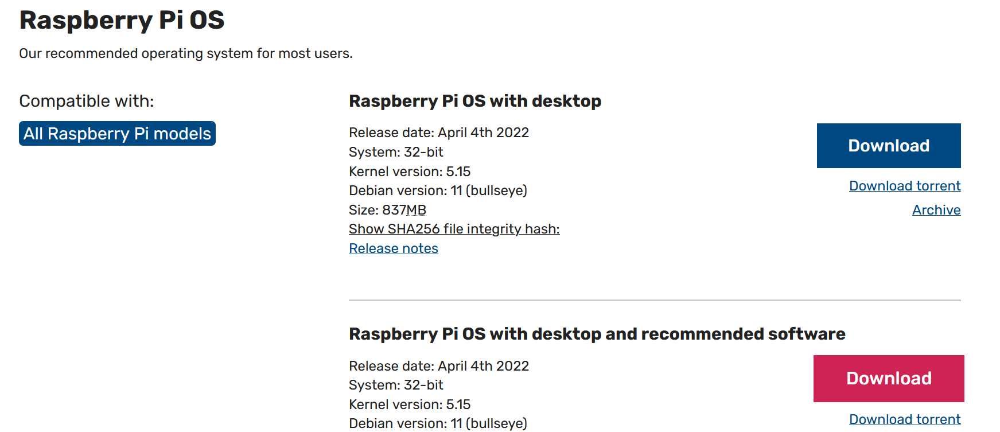 Raspberry Pi OS
Our recommended operating system for most users.
Compatible with:
All Raspberry Pi models
Raspberry Pi OS with desktop
Release date: April 4th 2022
System: 32-bit
Kernel version: 5.15
Debian version: 11 (bullseye)
Size: 837MB
Show SHA256 file integrity hash:
Release notes
Download
Download torrent
Archive
Raspberry Pi OS with desktop and recommended software
Release date: April 4th 2022
System: 32-bit
Kernel version: 5.15
Debian version: 11 (bullseye)
Download
Download torrent